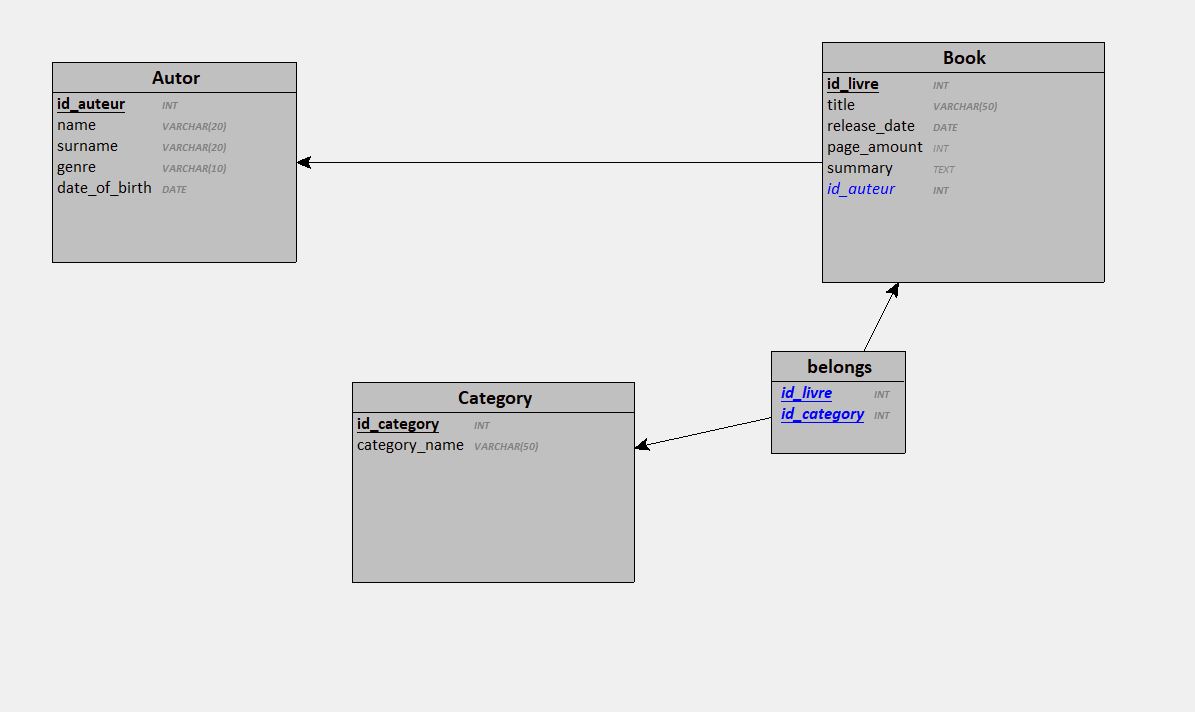 Autor
id_auteur INT
name VARCHAR(20)
surname VARCHAR(20)
genre VARCHAR(10)
date_of_birth DATE
Book
id_livre INT
title VARCHAR(50)
release_date DATE
page_amount INT
summary TEXT
id_auteur INT
Category
id_category INT
category_name VARCHAR(50)
belongs
id_livre INT
id_category INT